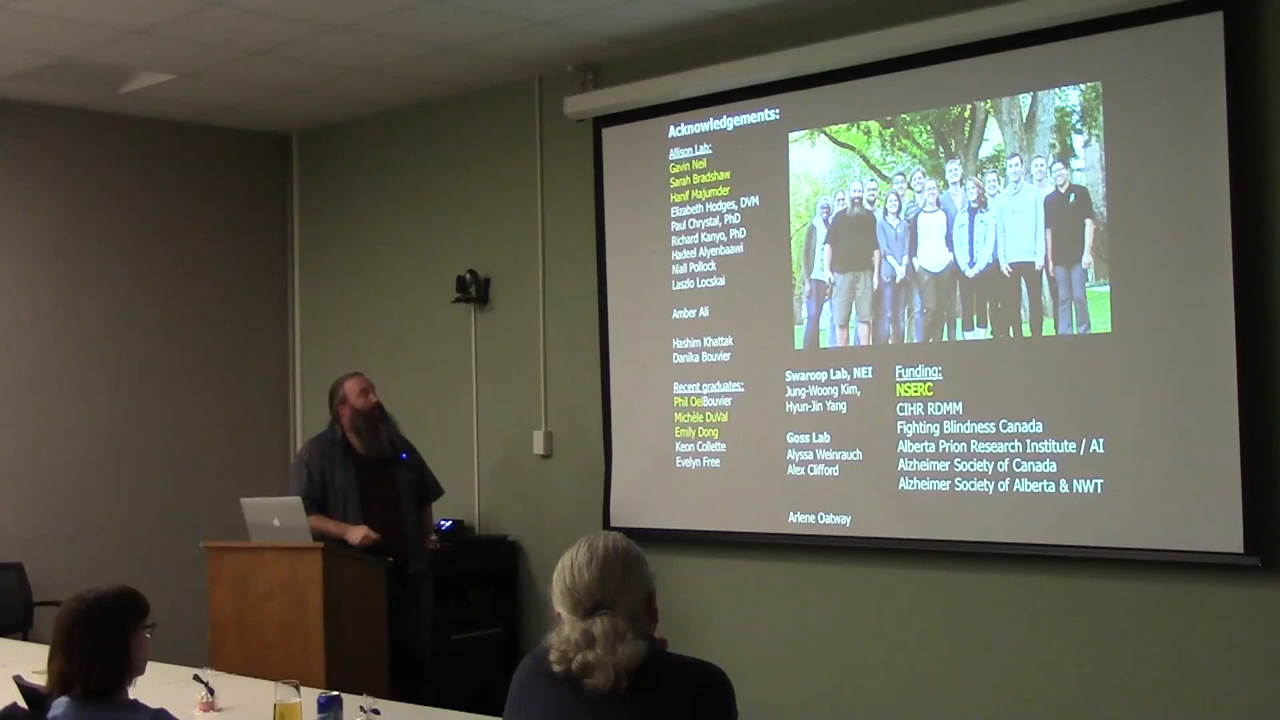 Acknowledgements:
Allison Lab:
Gavin Neil
Sarah Bradshaw
Hanif Majumder
Elizabeth Hodges, DVM
Paul Chrystal, PhD
Richard Kanyo, PhD
Hadeel Alyenbaawi
Niall Pollock
Laszlo Locskai
Amber Ali
Hashim Khattak
Danika Bouvier
Recent graduates:
Phil OelBouvier
Michèle DuVal
Emily Dong
Keon Collette
Evelyn Free
Swaroop Lab, NEI
Jung-Woong Kim,
Hyun-Jin Yang
Goss Lab
Alyssa Weinrauch
Alex Clifford
Arlene Oatway
Funding:
NSERC
CIHR RDMM
Fighting Blindness Canada
Alberta Prion Research Institute / AI
Alzheimer Society of Canada
Alzheimer Society of Alberta & NWT